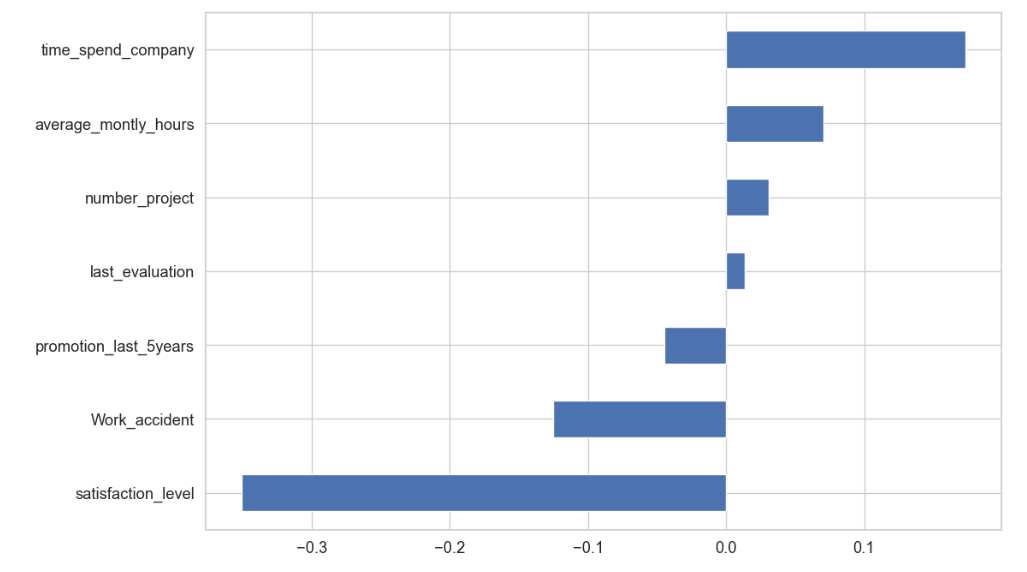 time_spend_company
average_montly_hours
number_project
last_evaluation
promotion_last_5years
Work_accident
satisfaction_level
−0.3 −0.2 −0.1 0.0 0.1